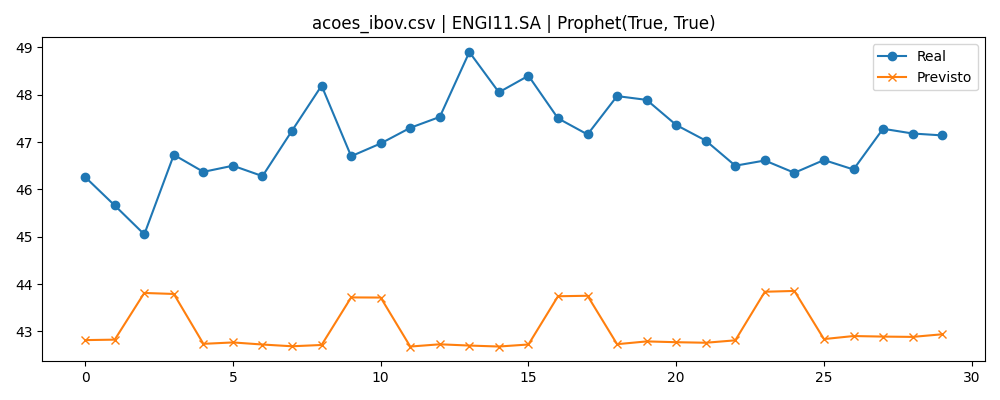 acoes_ibov.csv | ENGI11.SA | Prophet(True, True)
Real
Previsto
49
48
47
46
45
44
43
0 5 10 15 20 25 30